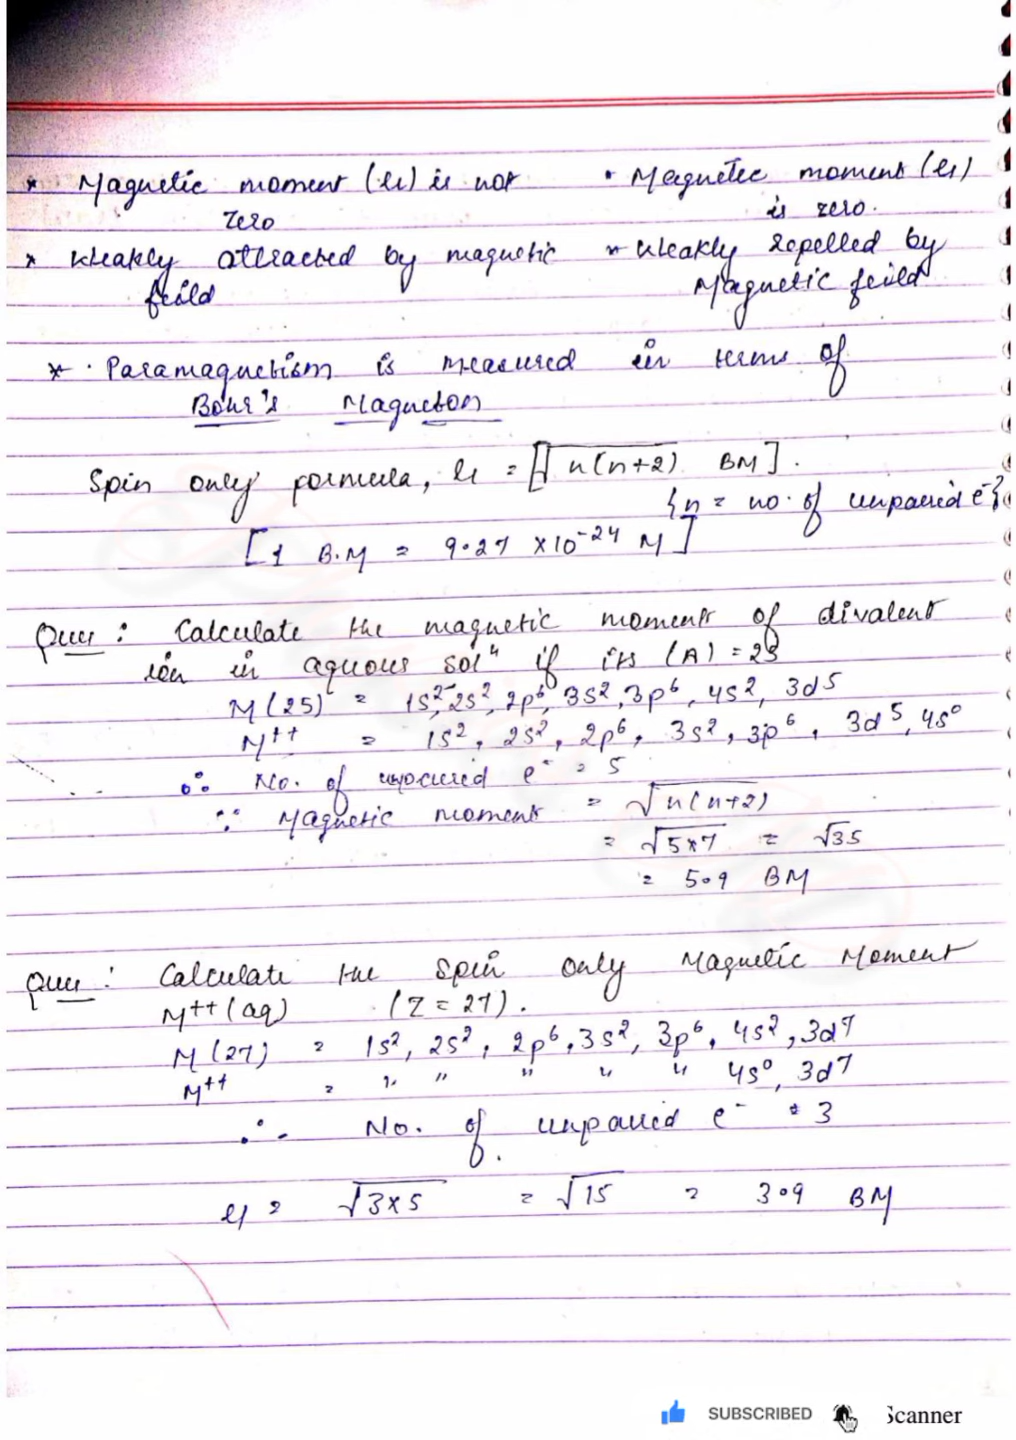 * Magnetic moment (μ) is not zero
* Weakly attracted by magnetic feild
• Magnetic moment (μ) is zero.
* Weakly repelled by Magnetic feild
* · Paramagnetism is measured in terms of
Bohr's Magneton
Spin only formula, μ = [√n(n+2) BM].
{n = no. of unpaired e⁻}
[1 B.M = 9.27 ×10⁻²⁴ M]
Ques : Calculate the magnetic moment of divalent
ion in aquous solⁿ if its (A) = 25
M(25) = 1s², 2s², 2p⁶, 3s², 3p⁶, 4s², 3d5
M⁺⁺ = 1s², 2s², 2p⁶, 3s², 3p⁶, 3d⁵, 4s⁰
∴ No. of unpaired e⁻ = 5
∵ Magnetic moment = √n(n+2)
= √5×7 = √35
= 5.9 BM
Ques : Calculate the Spin only Magnetic Moment
M⁺⁺(aq) (Z = 27).
M(27) = 1s², 2s², 2p⁶, 3s², 3p⁶, 4s², 3d7
M⁺⁺ = " " " " " 4s⁰, 3d7
∴ No. of unpaired e⁻ = 3
μ = √3×5 = √15 = 3.9 BM
SUBSCRIBED
Scanner